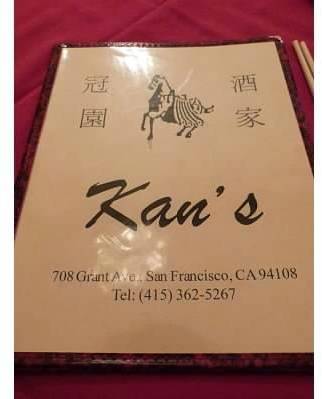 冠 酒
園 家
Kan's
708 Grant Ave., San Francisco, CA 94108
Tel: (415) 362-5267